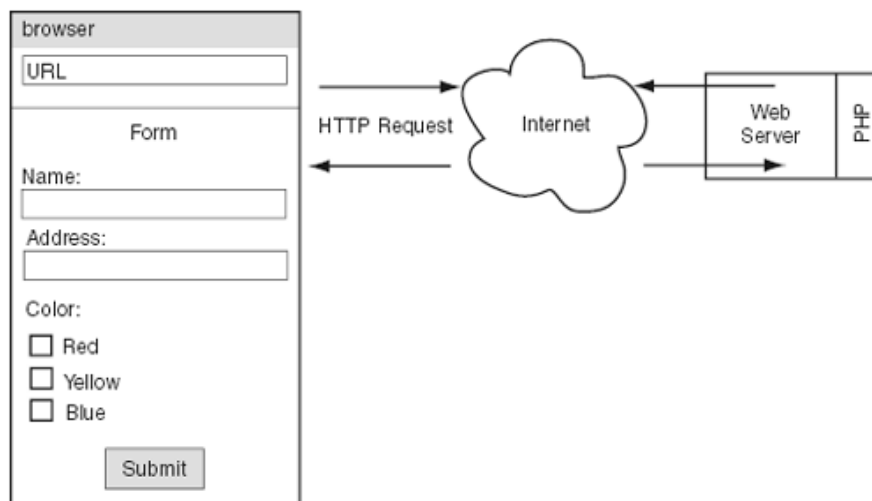 browser
URL
Form
Name:
Address:
Color:
Red
Yellow
Blue
Submit
HTTP Request
Internet
Web
Server
PHP